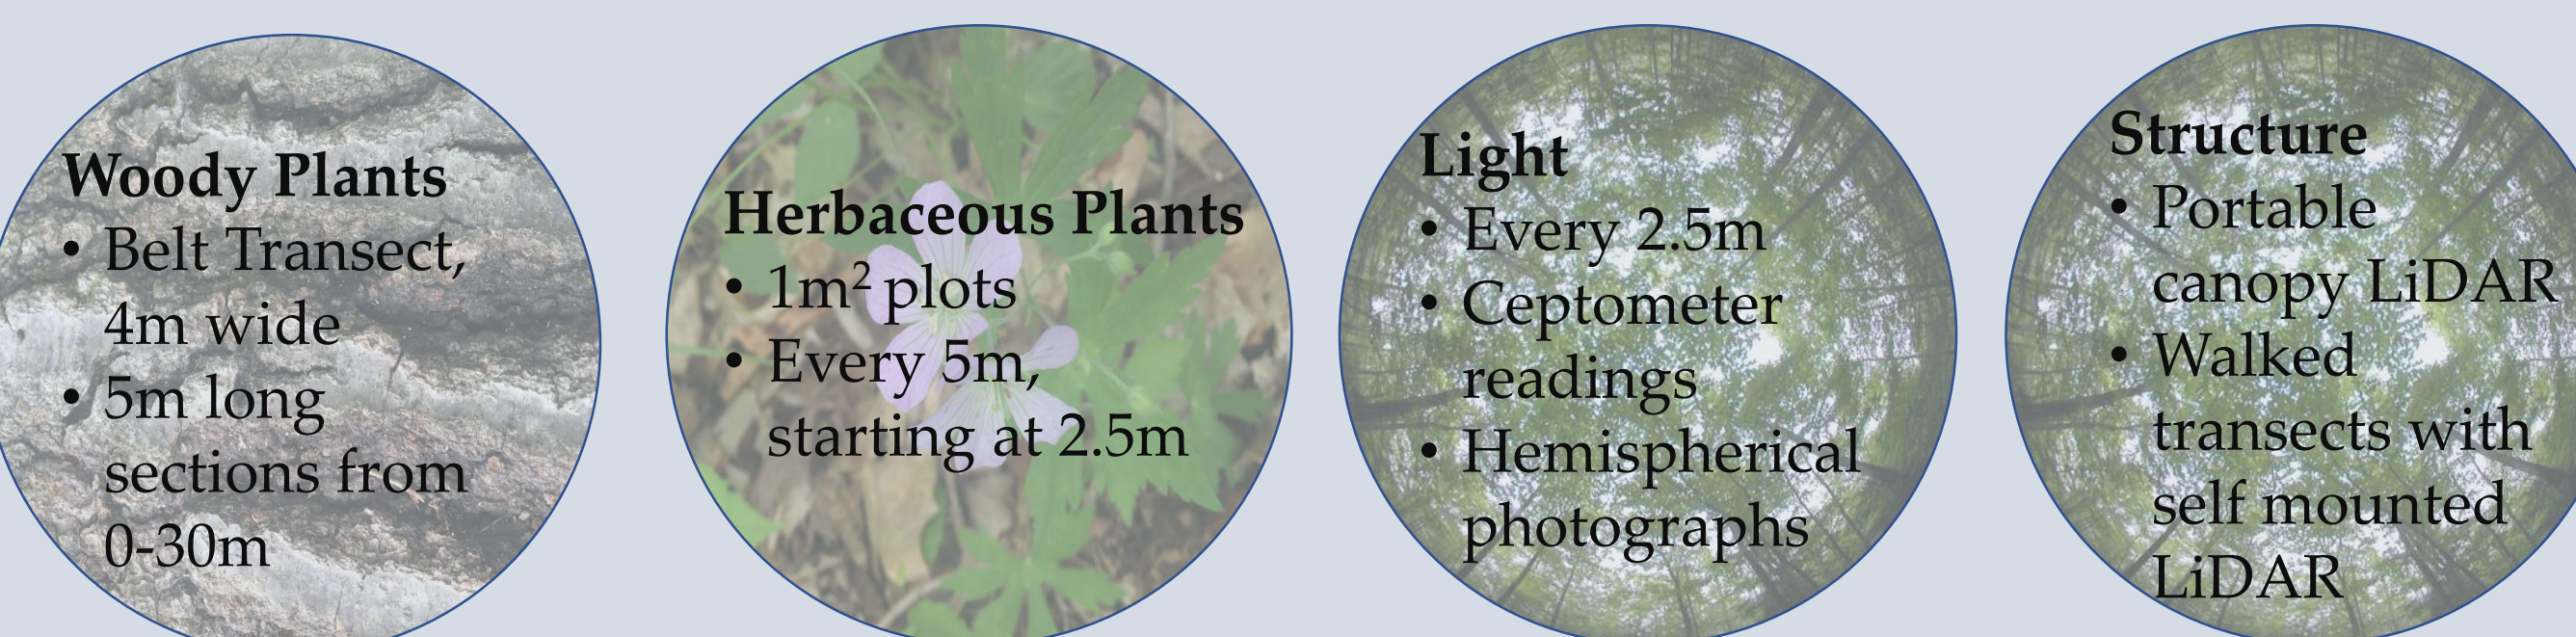 Woody Plants
• Belt Transect,
4m wide
• 5m long
sections from
0-30m
Herbaceous Plants
• 1m² plots
• Every 5m,
starting at 2.5m
Light
• Every 2.5m
• Ceptometer
readings
• Hemispherical
photographs
Structure
• Portable
canopy LiDAR
• Walked
transects with
self mounted
LiDAR